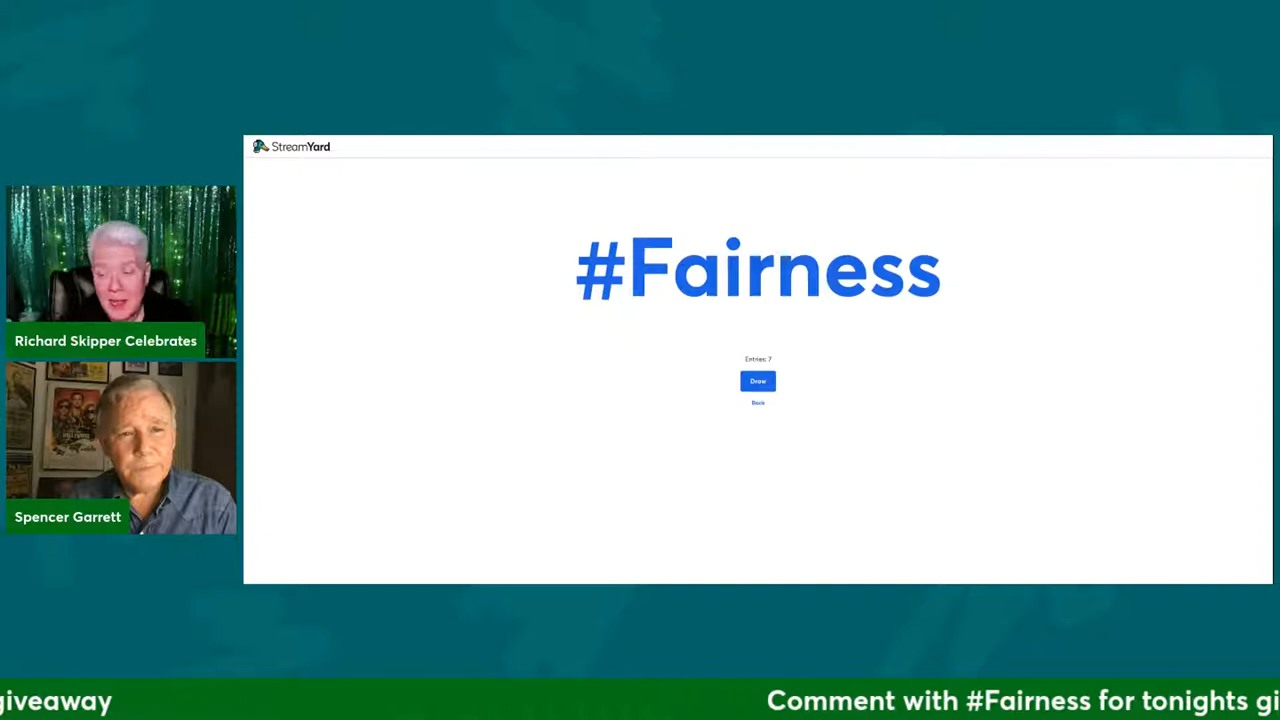 StreamYard
#Fairness
Entries: 7
Draw
Back
Richard Skipper Celebrates
Spencer Garrett
giveaway
Comment with #Fairness for tonights gi